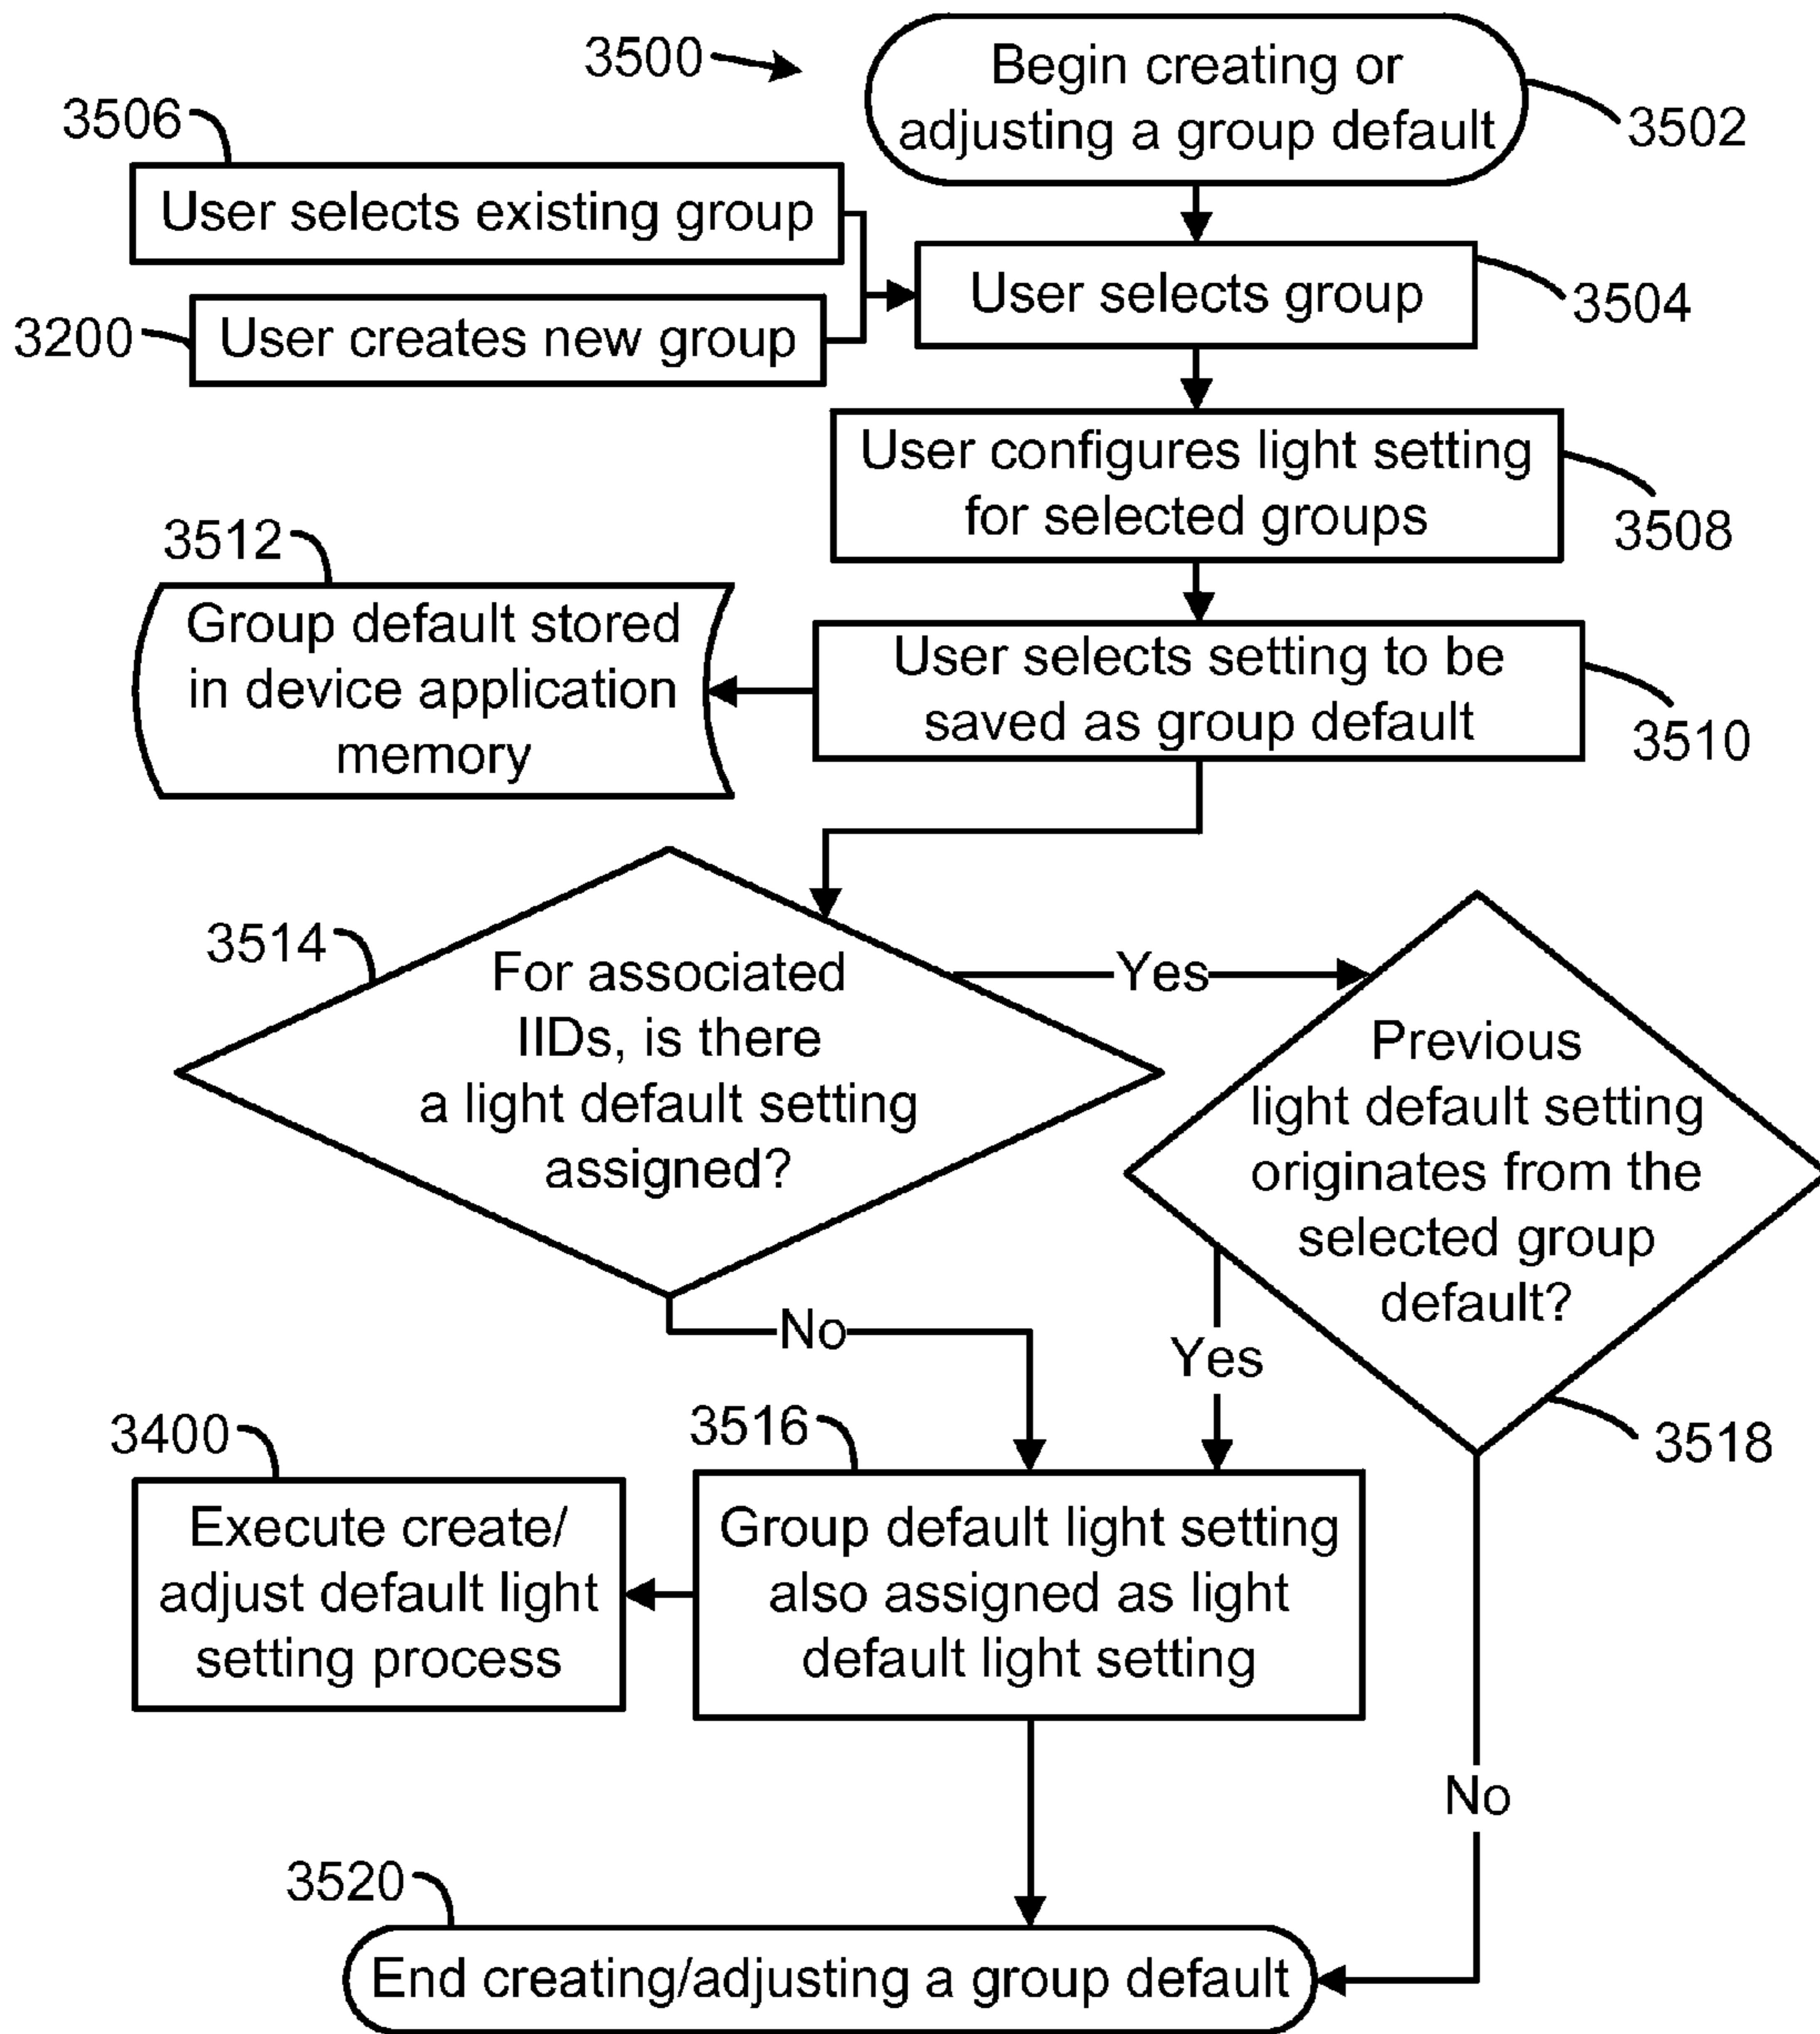 3500
Begin creating or
adjusting a group default
3502
3506
User selects existing group
User selects group
3504
3200
User creates new group
User configures light setting
for selected groups
3508
3512
Group default stored
in device application
memory
User selects setting to be
saved as group default
3510
3514
For associated
IIDs, is there
a light default setting
assigned?
Yes
Previous
light default setting
originates from the
selected group
default?
3518
No
Yes
3400
Execute create/
adjust default light
setting process
3516
Group default light setting
also assigned as light
default light setting
No
3520
End creating/adjusting a group default